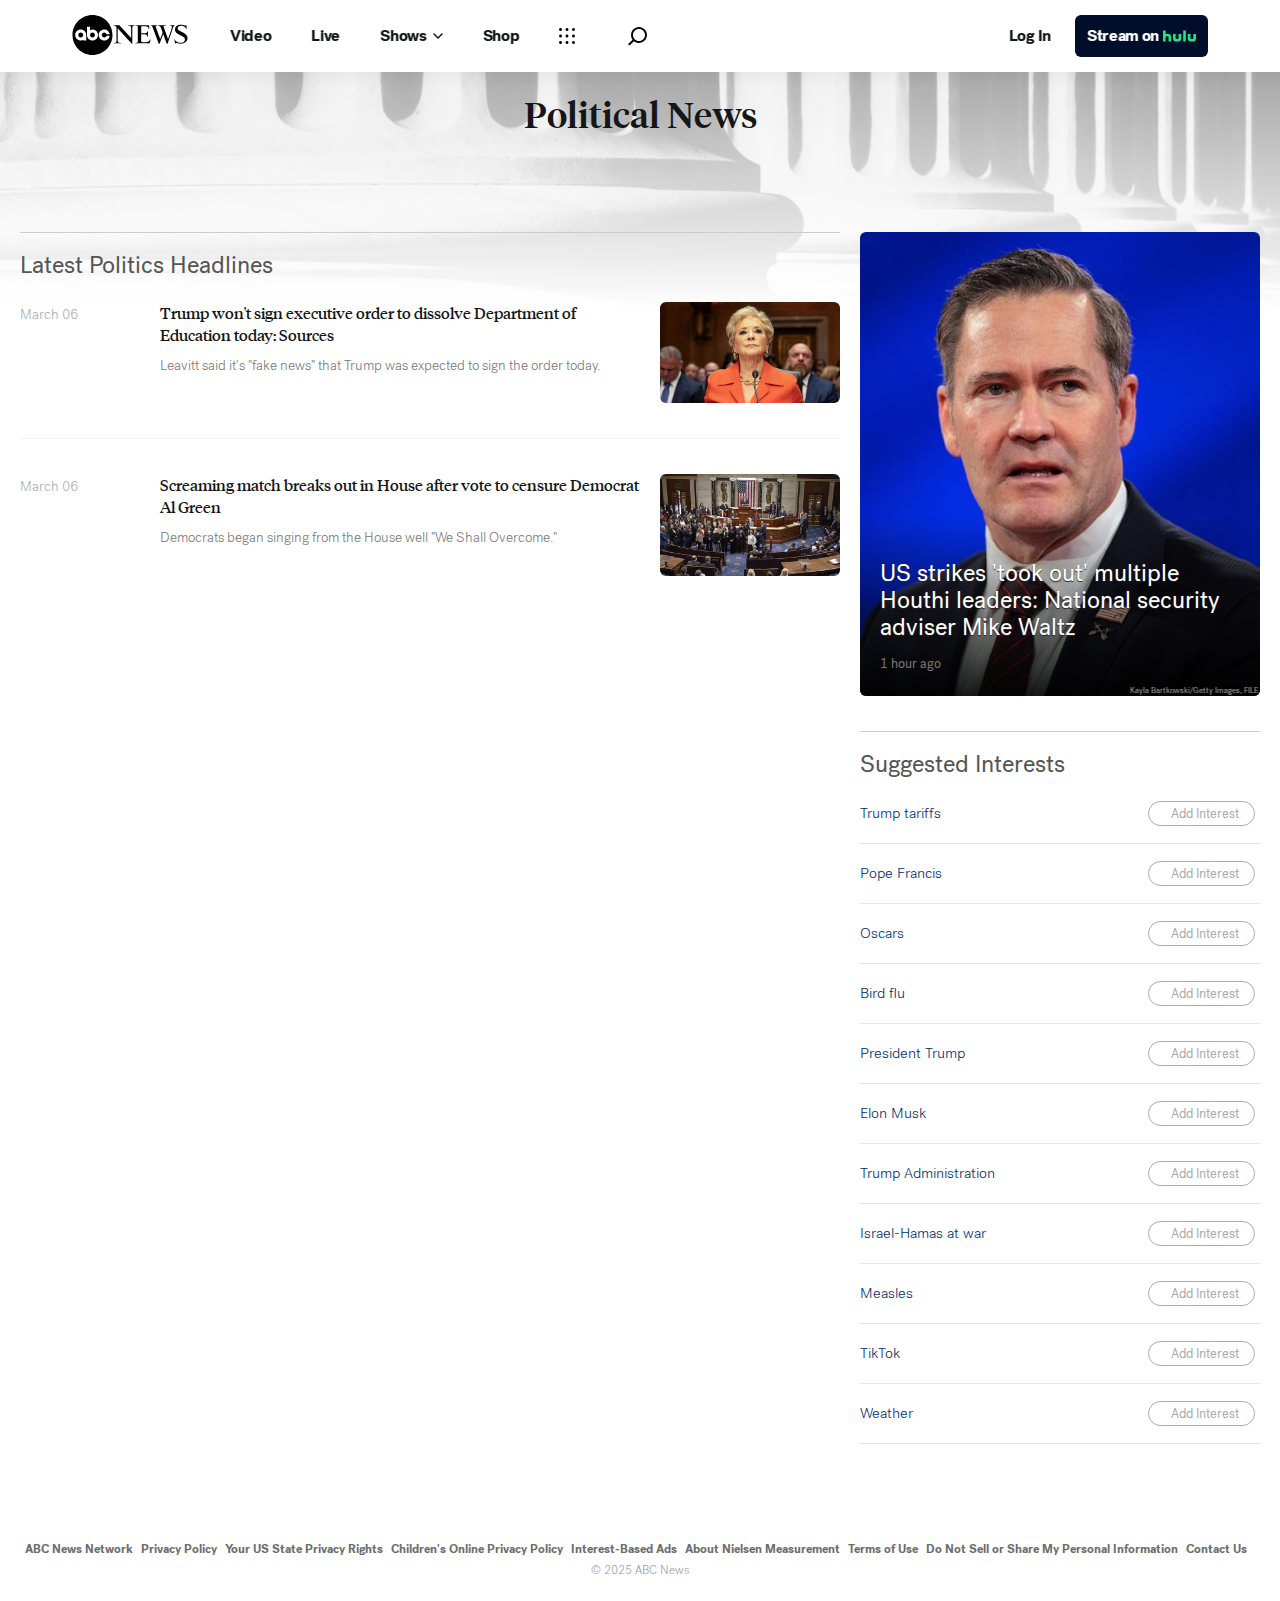 abc NEWS Video Live Shows Shop Log In Stream on hulu
Political News
Latest Politics Headlines
March 06
Trump won't sign executive order to dissolve Department of
Education today: Sources
Leavitt said it's "fake news" that Trump was expected to sign the order today.
March 06
Screaming match breaks out in House after vote to censure Democrat
Al Green
Democrats began singing from the House well "We Shall Overcome."
US strikes 'took out' multiple
Houthi leaders: National security
adviser Mike Waltz
1 hour ago
Kayla Bartkowski/Getty Images, FILE
Suggested Interests
Trump tariffs Add Interest
Pope Francis Add Interest
Oscars Add Interest
Bird flu Add Interest
President Trump Add Interest
Elon Musk Add Interest
Trump Administration Add Interest
Israel-Hamas at war Add Interest
Measles Add Interest
TikTok Add Interest
Weather Add Interest
ABC News Network Privacy Policy Your US State Privacy Rights Children's Online Privacy Policy Interest-Based Ads About Nielsen Measurement Terms of Use Do Not Sell or Share My Personal Information Contact Us
© 2025 ABC News